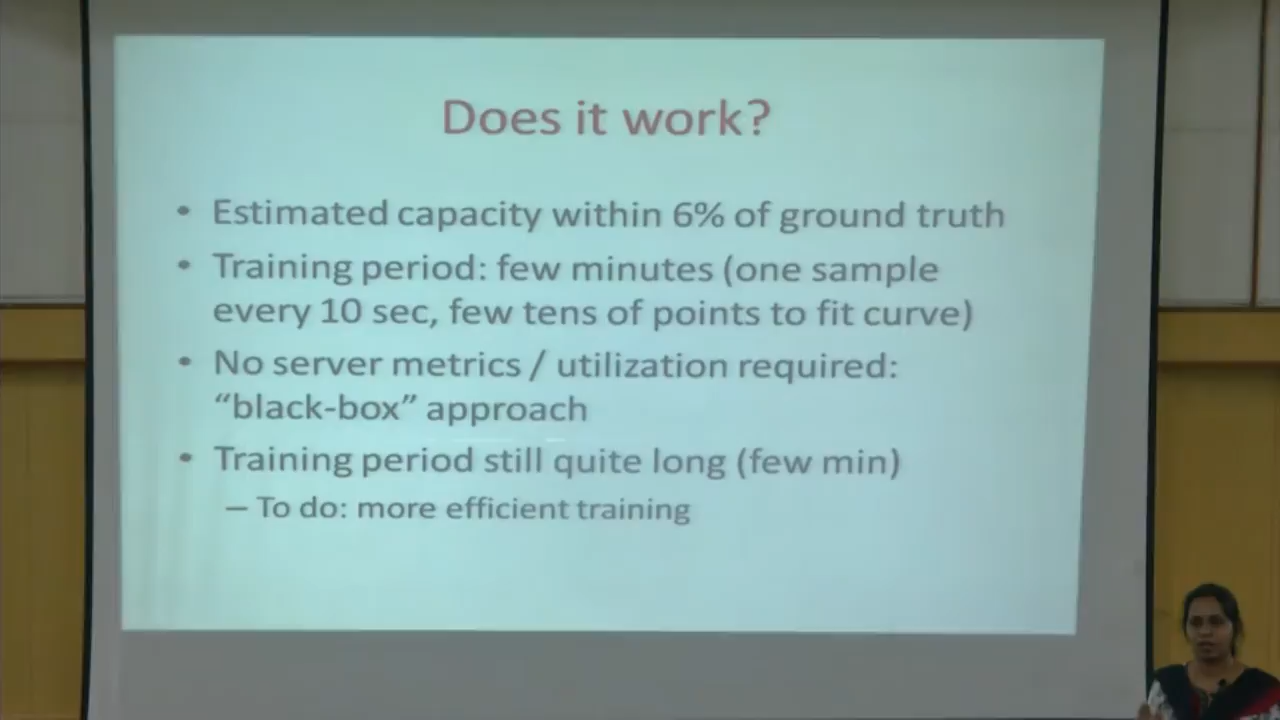 Does it work?
• Estimated capacity within 6% of ground truth
• Training period: few minutes (one sample
every 10 sec, few tens of points to fit curve)
• No server metrics / utilization required:
“black-box” approach
• Training period still quite long (few min)
– To do: more efficient training